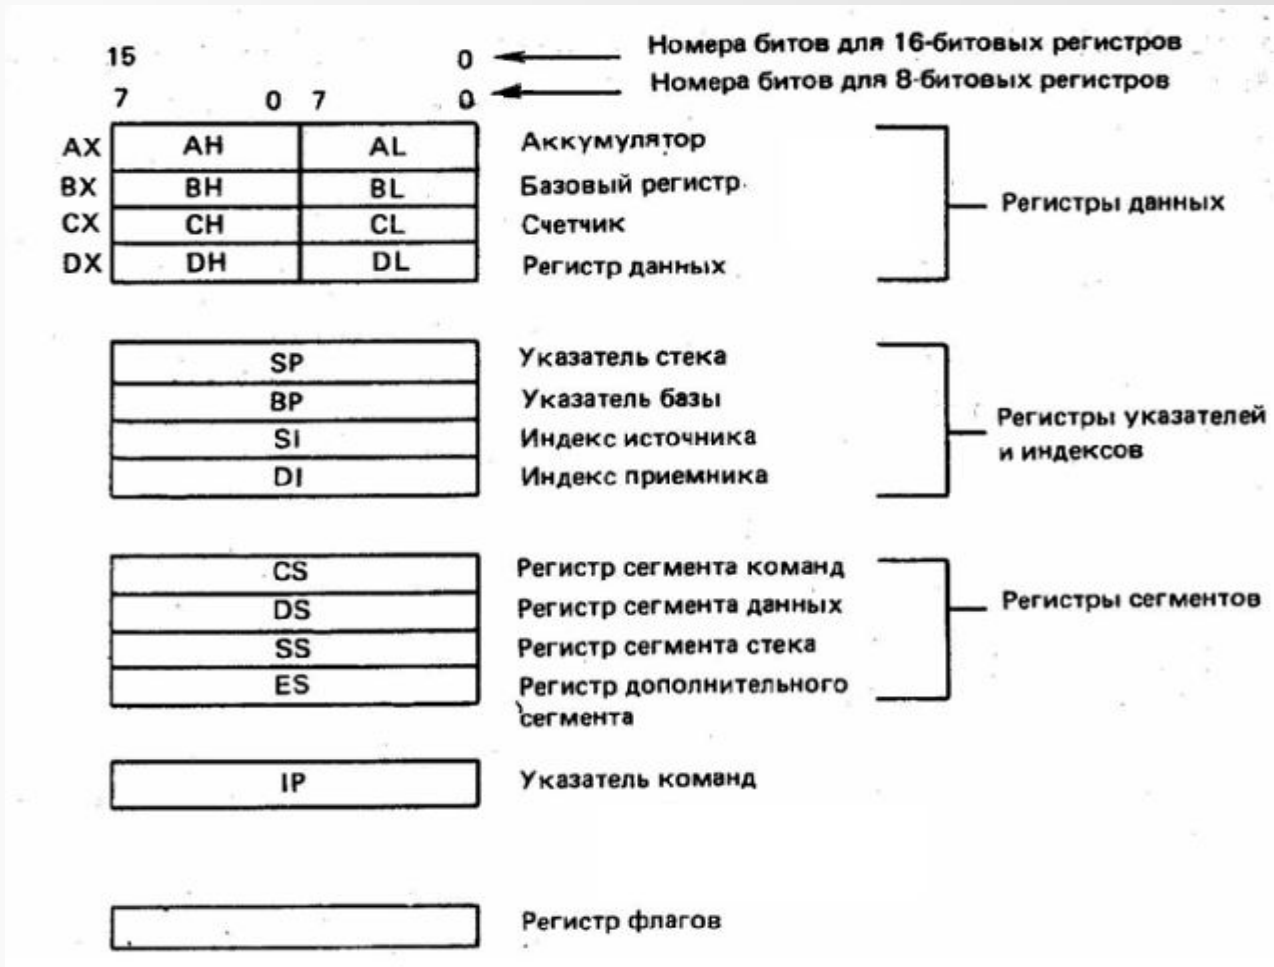 15 0 Номера битов для 16-битовых регистров
7 0 7 0 Номера битов для 8-битовых регистров
AX AH AL Аккумулятор
BX BH BL Базовый регистр
CX CH CL Счетчик
DX DH DL Регистр данных
Регистры данных
SP Указатель стека
BP Указатель базы
SI Индекс источника
DI Индекс приемника
Регистры указателей
и индексов
CS Регистр сегмента команд
DS Регистр сегмента данных
SS Регистр сегмента стека
ES Регистр дополнительного
сегмента
Регистры сегментов
IP Указатель команд
Регистр флагов